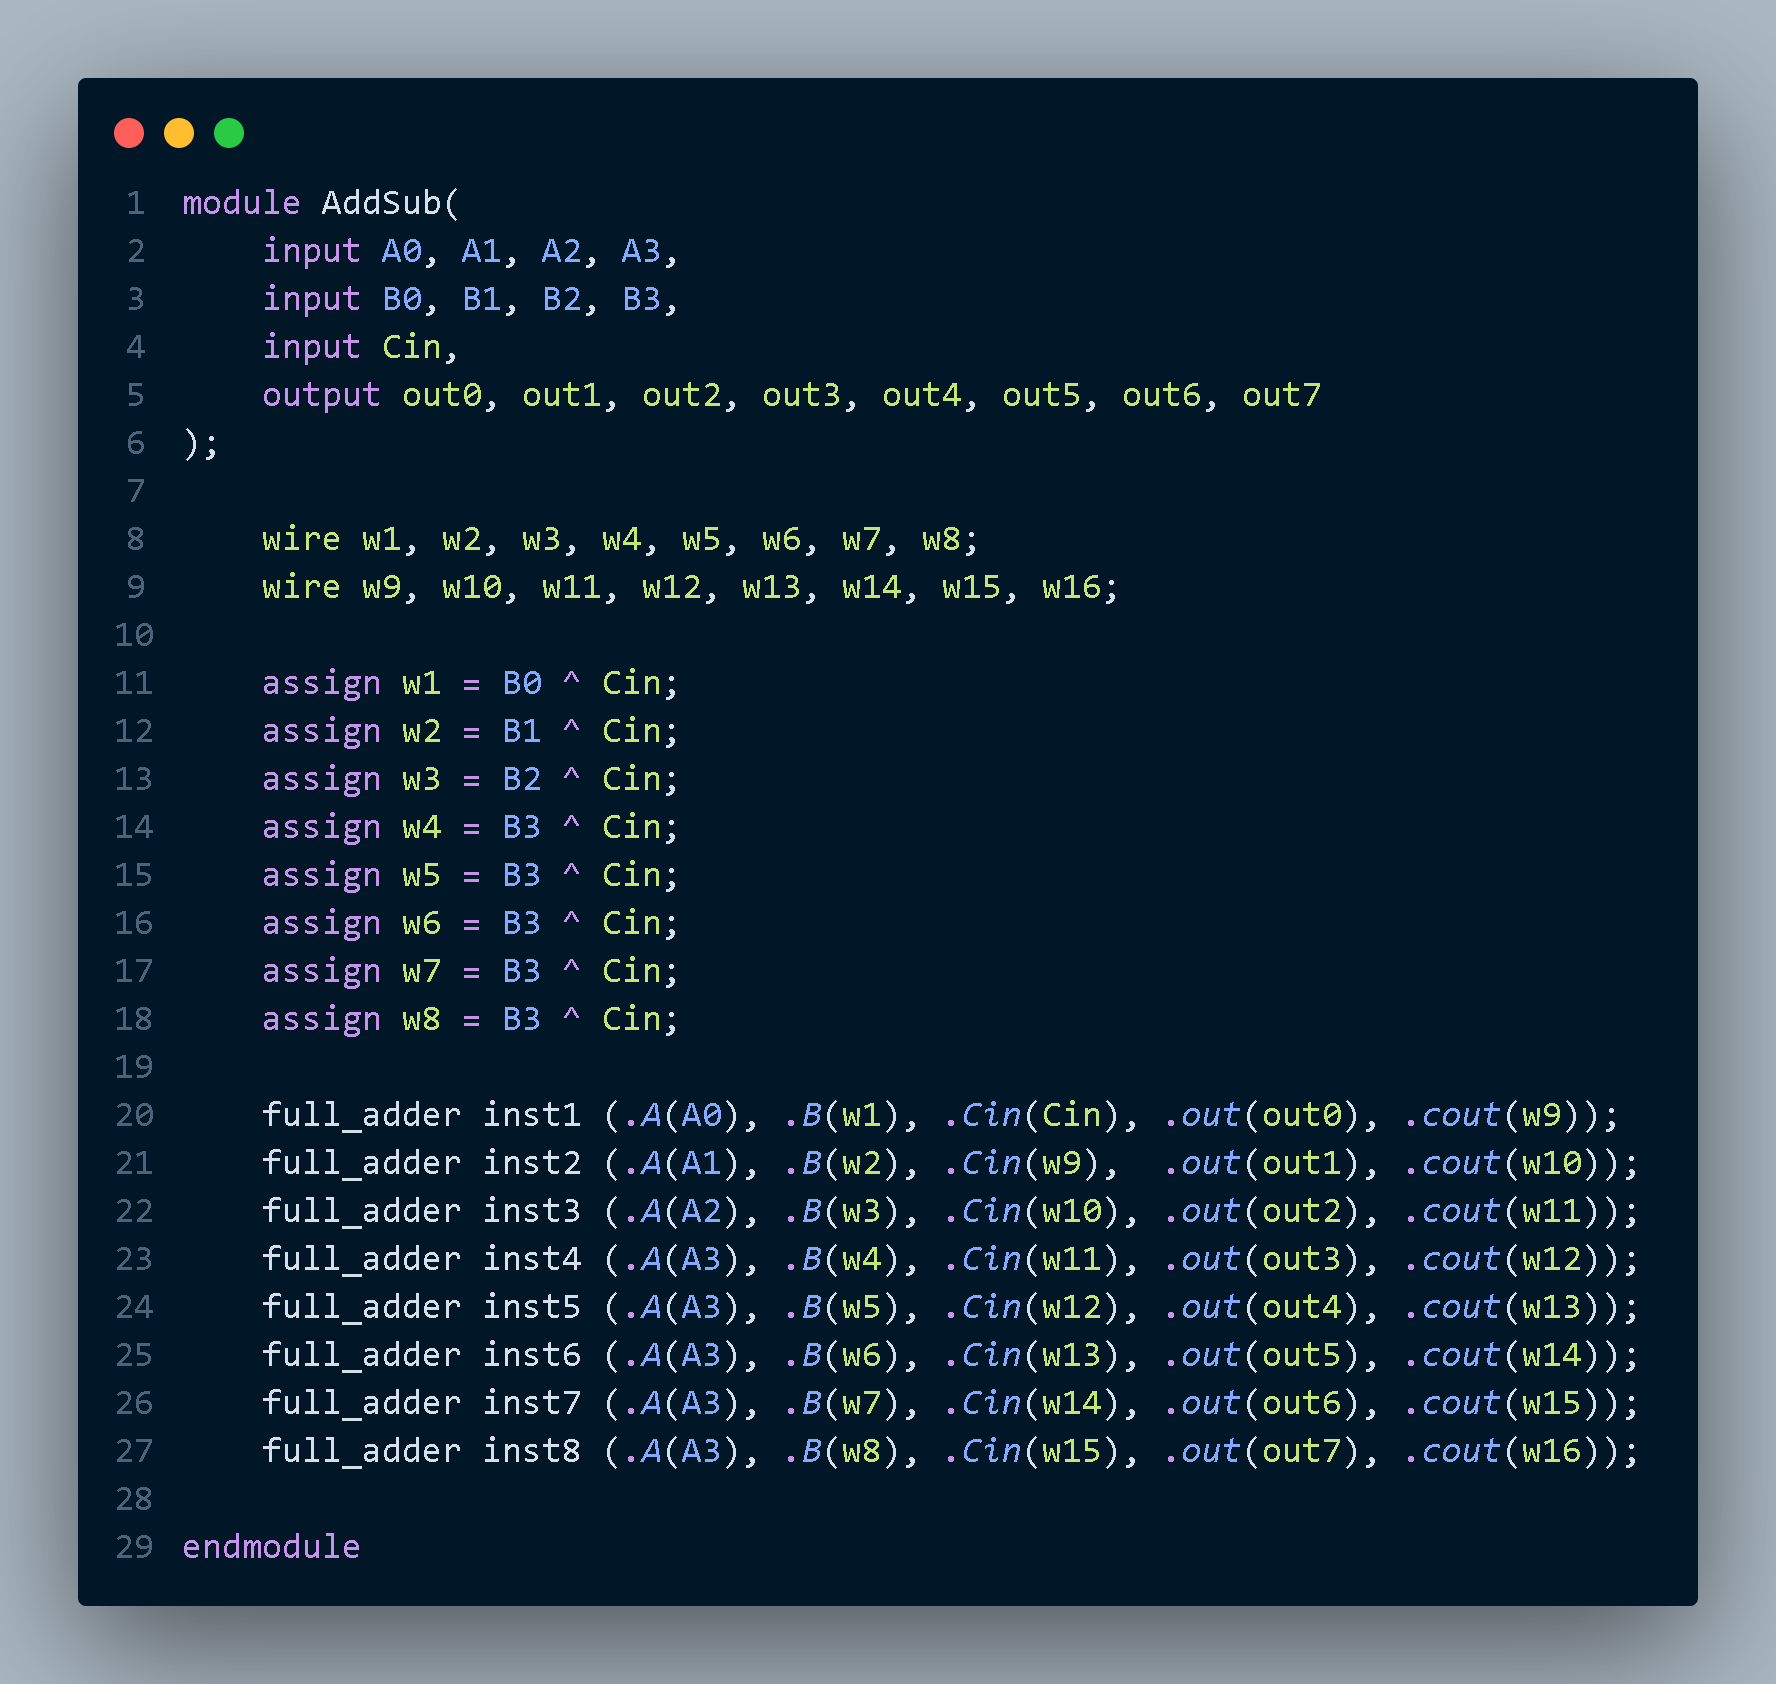 1 module AddSub(
2     input A0, A1, A2, A3,
3     input B0, B1, B2, B3,
4     input Cin,
5     output out0, out1, out2, out3, out4, out5, out6, out7
6 );
7
8     wire w1, w2, w3, w4, w5, w6, w7, w8;
9     wire w9, w10, w11, w12, w13, w14, w15, w16;
10
11     assign w1 = B0 ^ Cin;
12     assign w2 = B1 ^ Cin;
13     assign w3 = B2 ^ Cin;
14     assign w4 = B3 ^ Cin;
15     assign w5 = B3 ^ Cin;
16     assign w6 = B3 ^ Cin;
17     assign w7 = B3 ^ Cin;
18     assign w8 = B3 ^ Cin;
19
20     full_adder inst1 (.A(A0), .B(w1), .Cin(Cin), .out(out0), .cout(w9));
21     full_adder inst2 (.A(A1), .B(w2), .Cin(w9),  .out(out1), .cout(w10));
22     full_adder inst3 (.A(A2), .B(w3), .Cin(w10), .out(out2), .cout(w11));
23     full_adder inst4 (.A(A3), .B(w4), .Cin(w11), .out(out3), .cout(w12));
24     full_adder inst5 (.A(A3), .B(w5), .Cin(w12), .out(out4), .cout(w13));
25     full_adder inst6 (.A(A3), .B(w6), .Cin(w13), .out(out5), .cout(w14));
26     full_adder inst7 (.A(A3), .B(w7), .Cin(w14), .out(out6), .cout(w15));
27     full_adder inst8 (.A(A3), .B(w8), .Cin(w15), .out(out7), .cout(w16));
28
29 endmodule